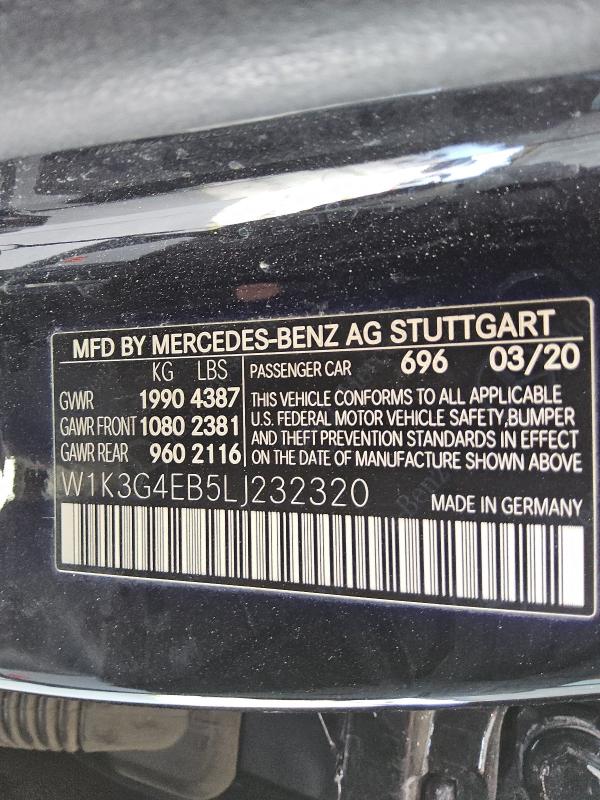 MFD BY MERCEDES-BENZ AG STUTTGART
KG LBS
GVWR 1990 4387
GAWR FRONT 1080 2381
GAWR REAR 960 2116
PASSENGER CAR 696 03/20
THIS VEHICLE CONFORMS TO ALL APPLICABLE
U.S. FEDERAL MOTOR VEHICLE SAFETY,BUMPER
AND THEFT PREVENTION STANDARDS IN EFFECT
ON THE DATE OF MANUFACTURE SHOWN ABOVE
W1K3G4EB5LJ232320
MADE IN GERMANY